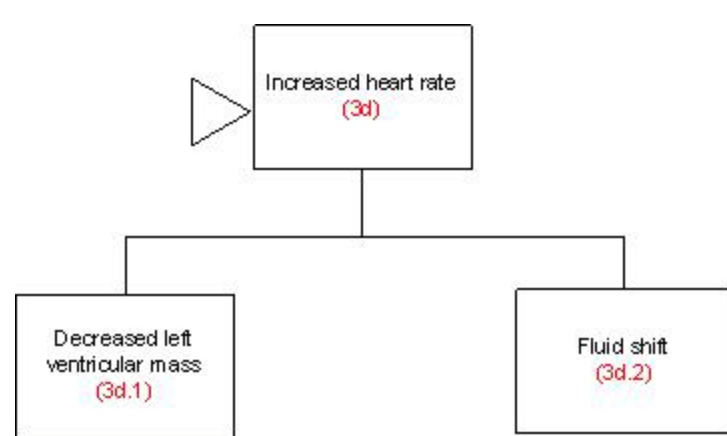 Increased heart rate
(3d)
Decreased left
ventricular mass
(3d.1)
Fluid shift
(3d.2)